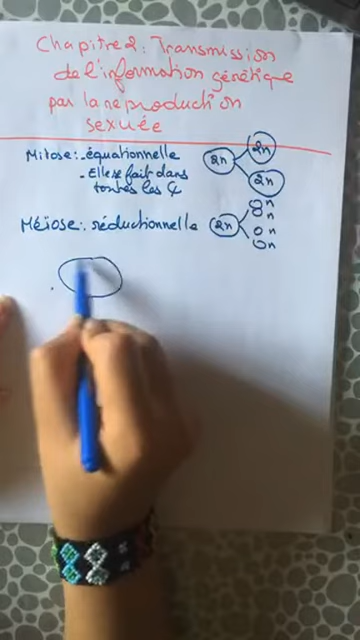 Chapitre 2 : Transmission
de l'information génétique
par la reproduction
sexuée
Mitose : - équationnelle
- Elle se fait dans
toutes les Ç
2n
2n
2n
Méiose : réductionnelle
2n
n
n
n
n